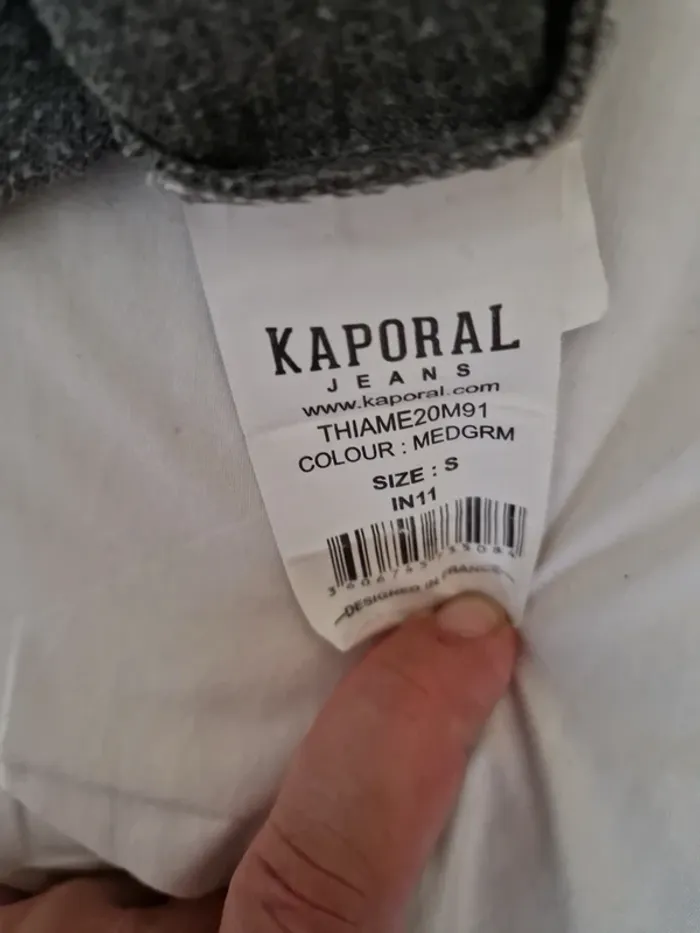 KAPORAL
JEANS
www.kaporal.com
THIAME20M91
COLOUR : MEDGRM
SIZE : S
IN11
DESIGNED IN FRANCE